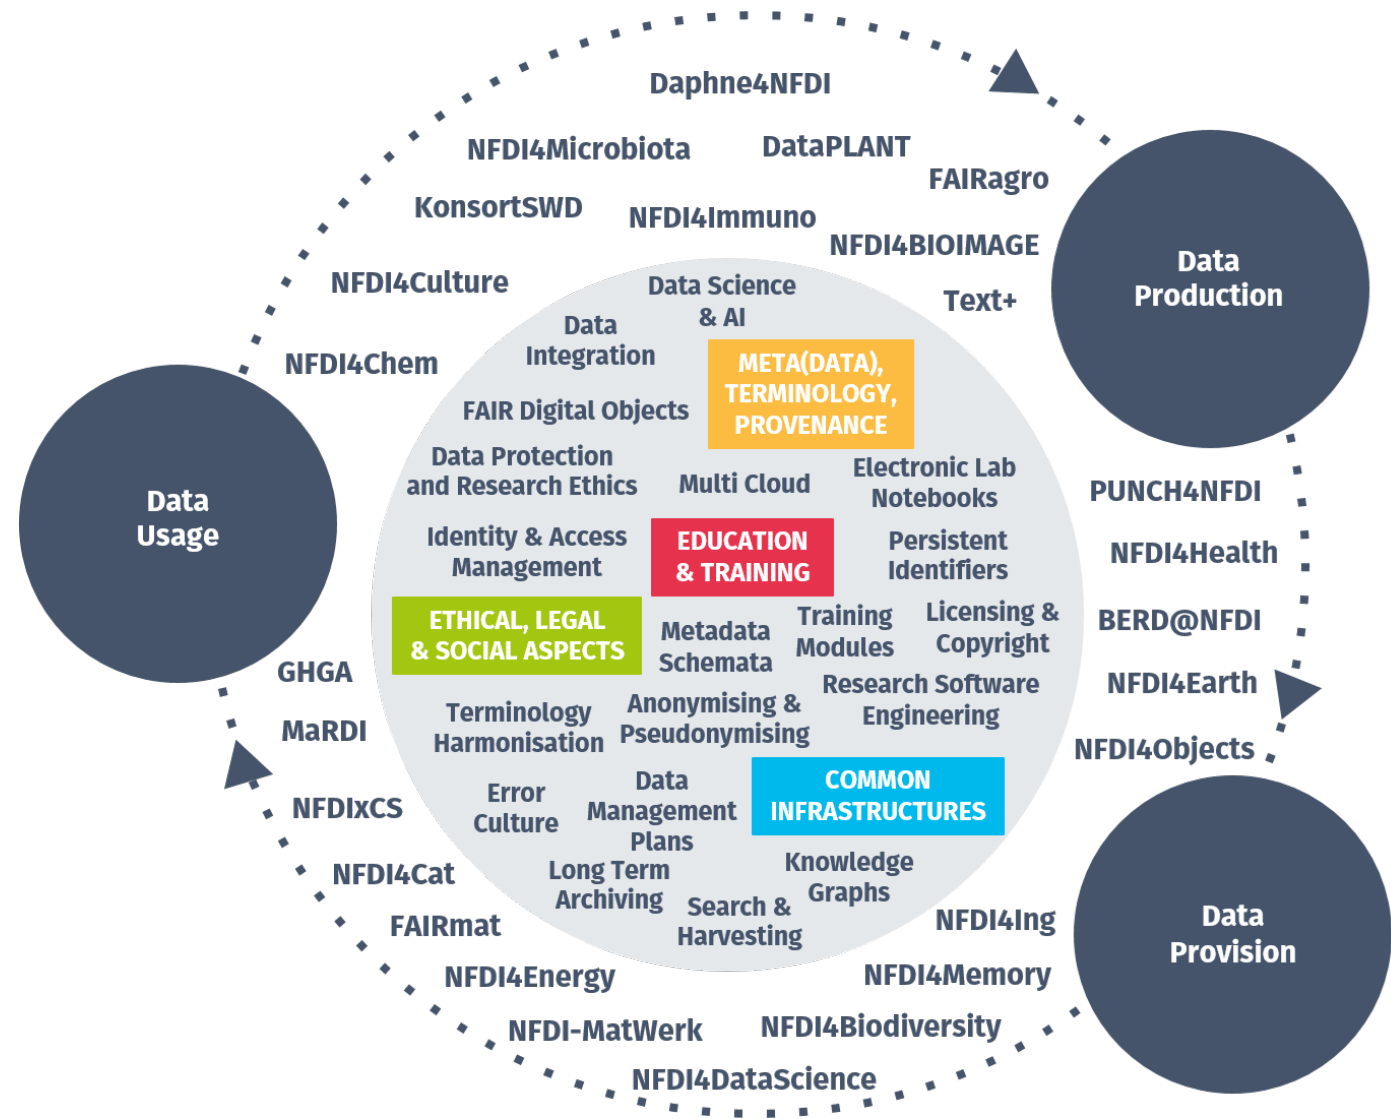 Daphne4NFDI
NFDI4Microbiota
DataPLANT
FAIRagro
KonsortSWD
NFDI4Immuno
NFDI4BIOIMAGE
NFDI4Culture
Text+
NFDI4Chem
Data
Production
Data
Usage
Data Science
& AI
Data
Integration
META(DATA),
TERMINOLOGY,
PROVENANCE
FAIR Digital Objects
Data Protection
and Research Ethics
Multi Cloud
Electronic Lab
Notebooks
Identity & Access
Management
EDUCATION
& TRAINING
Persistent
Identifiers
ETHICAL, LEGAL
& SOCIAL ASPECTS
Metadata
Schemata
Training
Modules
Licensing &
Copyright
Terminology
Harmonisation
Anonymising &
Pseudonymising
Research Software
Engineering
Error
Culture
Data
Management
Plans
COMMON
INFRASTRUCTURES
Long Term
Archiving
Search &
Harvesting
Knowledge
Graphs
PUNCH4NFDI
NFDI4Health
BERD@NFDI
NFDI4Earth
NFDI4Objects
Data
Provision
GHGA
MaRDI
NFDIxCS
NFDI4Cat
FAIRmat
NFDI4Energy
NFDI-MatWerk
NFDI4DataScience
NFDI4Biodiversity
NFDI4Memory
NFDI4Ing